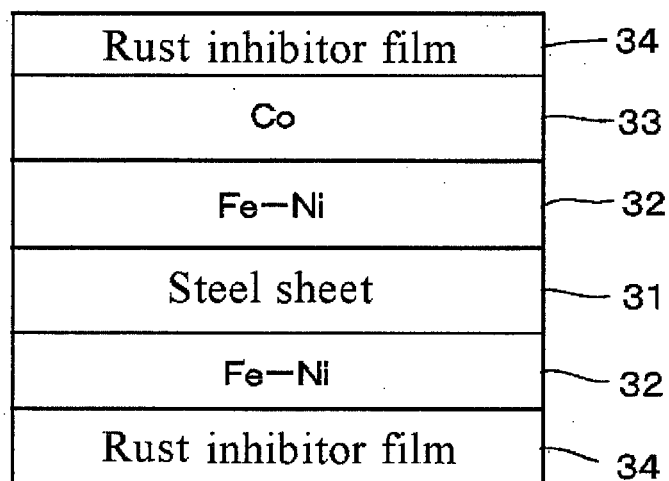 Rust inhibitor film 34
Co 33
Fe-Ni 32
Steel sheet 31
Fe-Ni 32
Rust inhibitor film 34